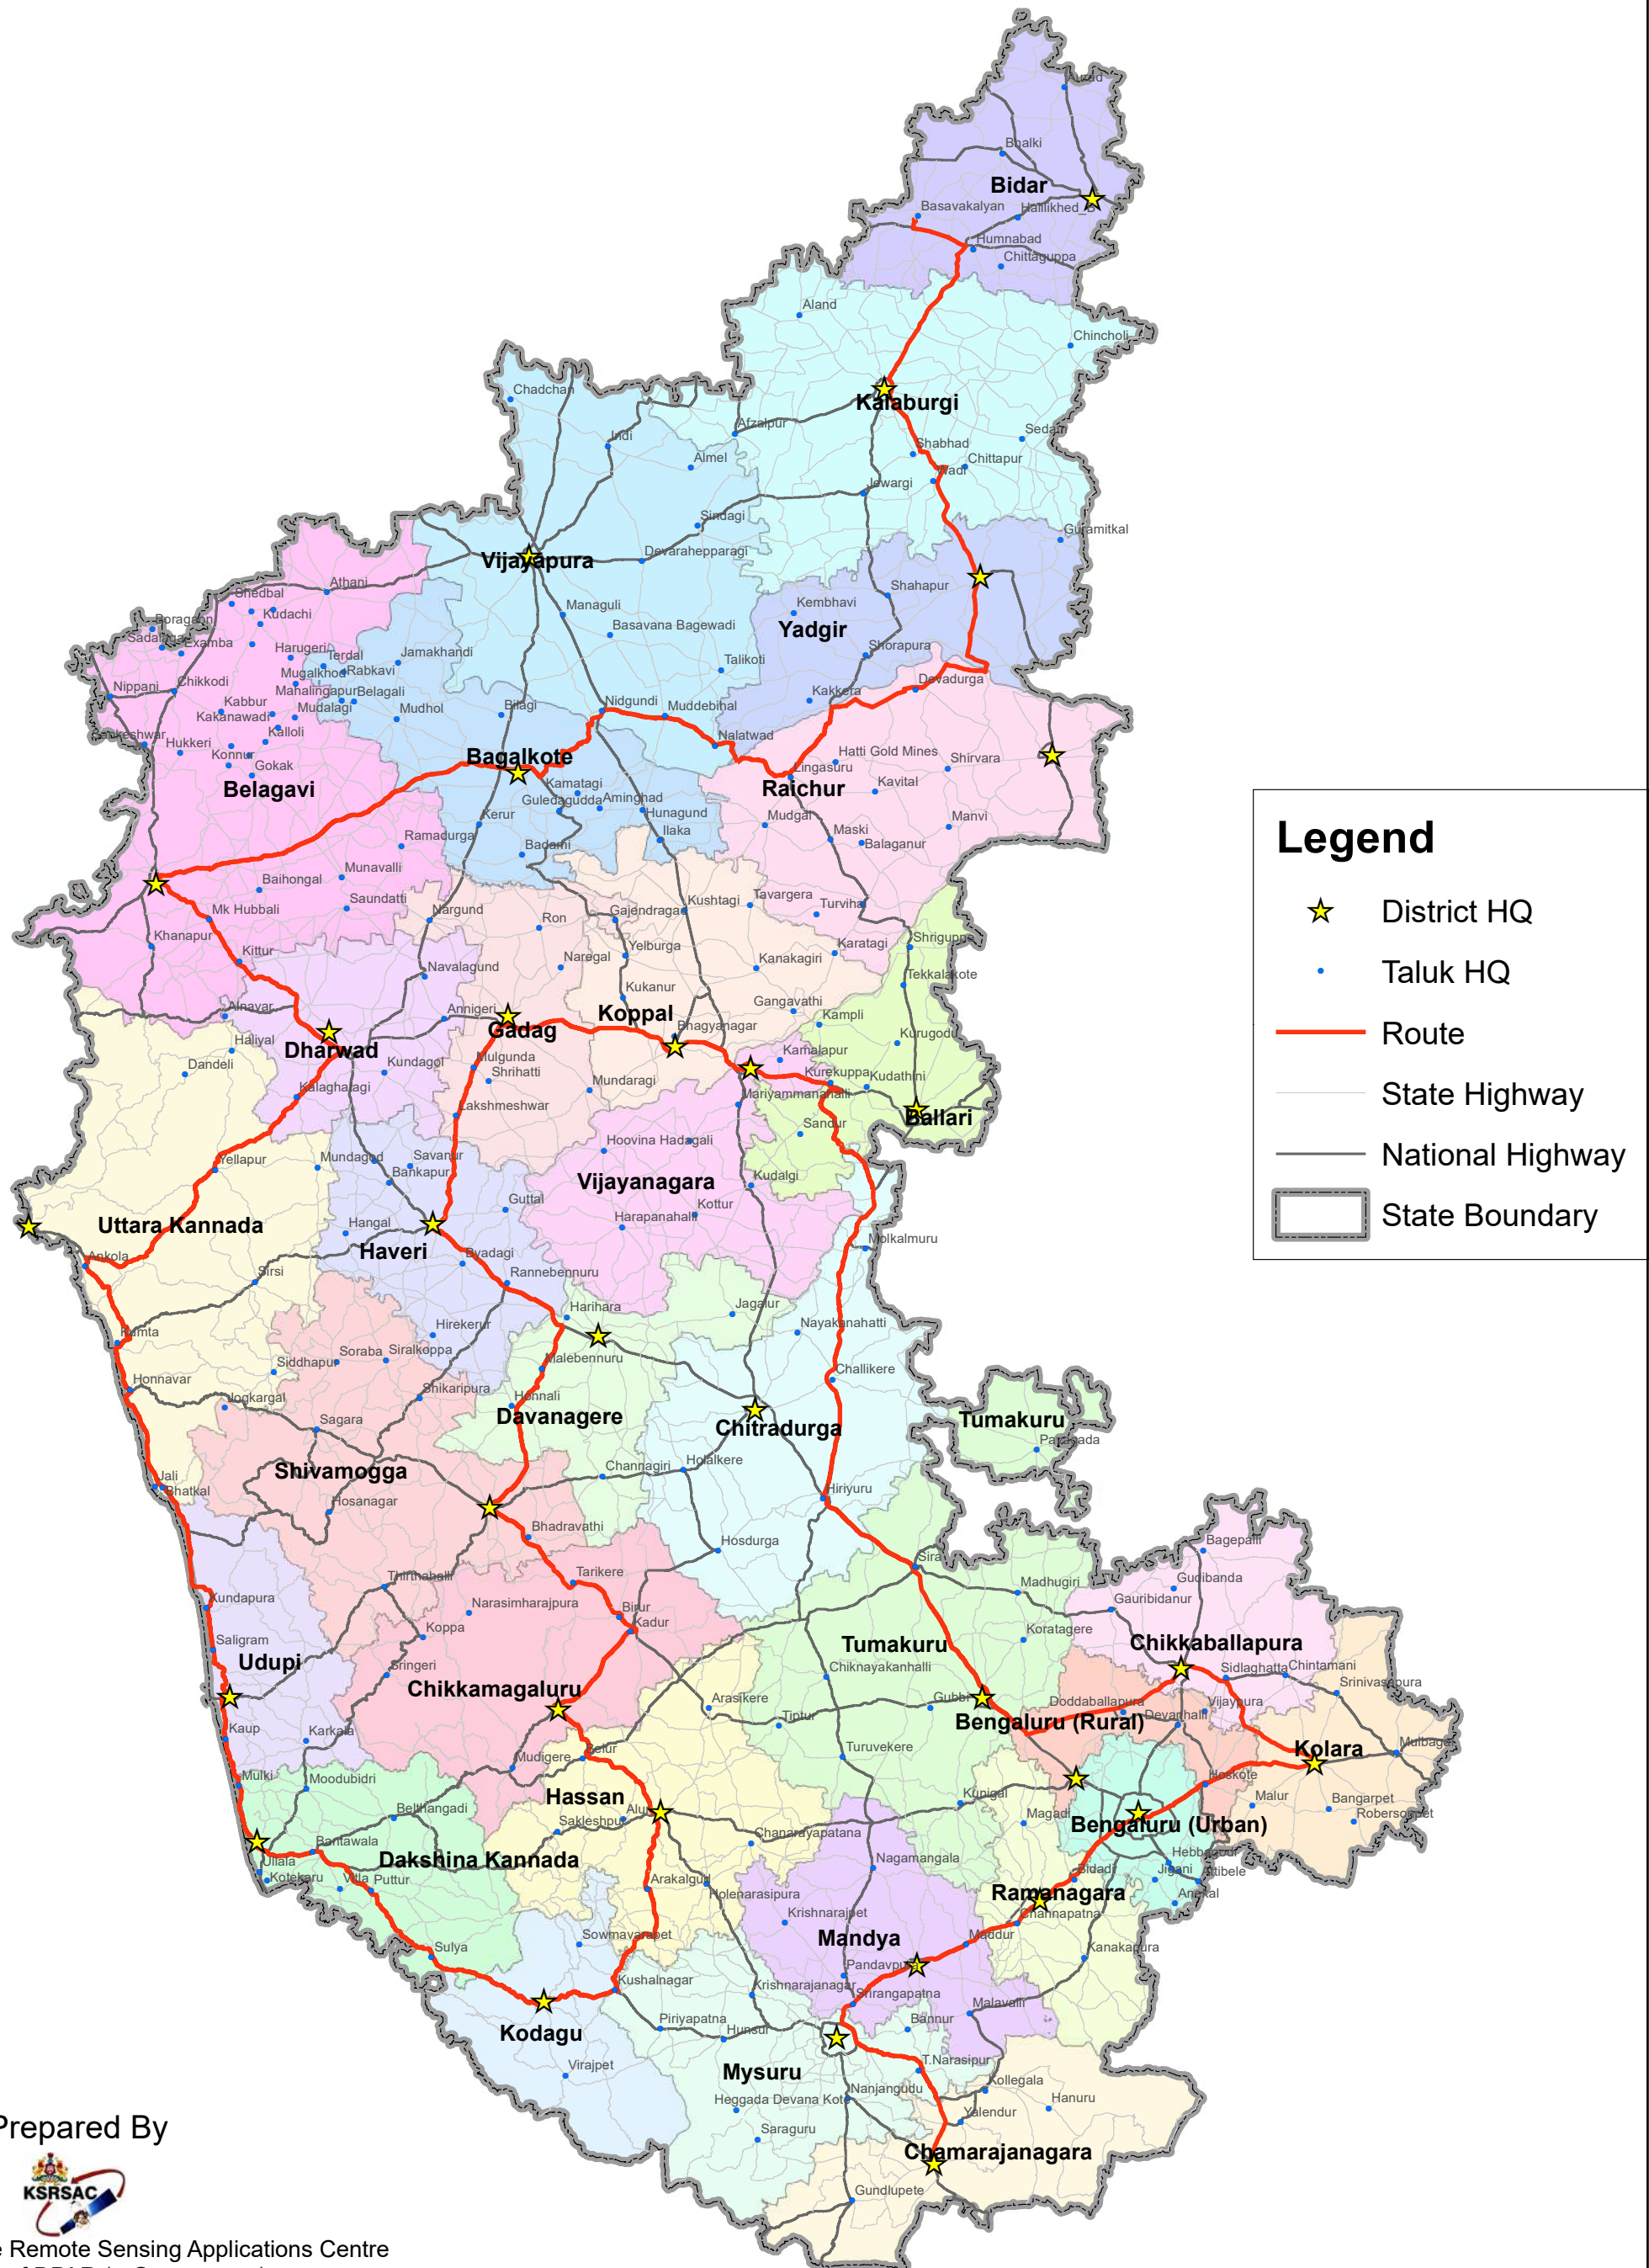 Aurad
Bhalki
Bidar
Basavakalyan
Hallikhed_B
Humnabad
Chittaguppa
Aland
Chincholi
Chadchan
Kalaburgi
Afzalpur
Indi
Sedam
Shabhad
Almel
Chittapur
Wadi
Jewargi
Sindagi
Guramitkal
Devarahepparagi
Vijayapura
Athani
Shahapur
Shedbal
Kembhavi
Managuli
Kudachi
Boragaon
Basavana Bagewadi
Yadgir
Sadalaga
Examba
Harugeri
Terdal
Jamakhandi
Shorapura
Talikoti
Mugalkhod
Rabkavi
Devadurga
Nippani
Chikkodi
Mahalingapur
Belagali
Kakkera
Kabbur
Mudalagi
Mudhol
Bilagi
Nidgundi
Muddebihal
Kakanawadi
Kalloli
Nalatwad
Hukkeri
Konnur
Hatti Gold Mines
Shirvara
Bagalkote
Gokak
Lingasuru
Belagavi
Kamatagi
Raichur
Kavital
Guledagudda
Aminghad
Kerur
Hunagund
Mudgal
Manvi
Legend
Ramadurga
Ilaka
Maski
Balaganur
Badami
Munavalli
Baihongal
Saundatti
Kushtagi
Tavargera
Turvihal
District HQ
Mk Hubbali
Nargund
Ron
Gajendragad
Khanapur
Kittur
Yelburga
Karatagi
Shriguppe
Navalagund
Naregal
Kanakagiri
Tekkalakote
Taluk HQ
Kukanur
Gangavathi
Alnavar
Annigeri
Gadag
Koppal
Kampli
Bhagyanagar
Kurugodu
Route
Haliyal
Dharwad
Kundagol
Mulgunda
Kamalapur
Dandeli
Shrihatti
Kurekuppa
Kudathini
Kalaghatagi
Mundaragi
Mariyammanahalli
State Highway
Lakshmeshwar
Sandur
Ballari
Hoovina Hadagali
Yellapur
Mundagod
Savanur
Bankapur
Vijayanagara
Kudalgi
National Highway
Guttal
Kottur
Uttara Kannada
Hangal
Harapanahalli
State Boundary
Haveri
Byadagi
Molkalmuru
Ankola
Sirsi
Rannebennuru
Harihara
Jagalur
Nayakanahatti
Kumta
Hirekerur
Siddhapur
Soraba
Siralkoppa
Malebennuru
Challikere
Honnavar
Jogkargal
Shikaripura
Honnali
Davanagere
Sagara
Chitradurga
Tumakuru
Pavagada
Shivamogga
Channagiri
Holalkere
Jali
Bhatkal
Hosanagar
Hiriyuru
Bhadravathi
Hosdurga
Bagepalli
Sira
Thirthahalli
Tarikere
Madhugiri
Gudibanda
Kundapura
Narasimharajpura
Birur
Gauribidanur
Kadur
Koppa
Koratagere
Saligram
Udupi
Tumakuru
Chikkaballapura
Sringeri
Chiknayakanhalli
Sidlaghatta
Chintamani
Srinivasapura
Chikkamagaluru
Arasikere
Gubbi
Doddaballapura
Vijaypura
Tiptur
Bengaluru (Rural)
Devanhalli
Kaup
Karkala
Kolara
Mulbagal
Belur
Turuvekere
Mudigere
Mulki
Moodubidri
Hassan
Kunigal
Hoskote
Malur
Bangarpet
Belthangadi
Alur
Sakleshpur
Magadi
Bengaluru (Urban)
Robersonpet
Bantawala
Chanarayapatana
Ullala
Dakshina Kannada
Nagamangala
Hebbagodi
Kotekaru
Vitla
Puttur
Arakalgud
Holenarasipura
Bidadi
Jigani
Attibele
Ramanagara
Anekal
Krishnarajpet
Channapatna
Sulya
Sowmavarapet
Mandya
Maddur
Kanakapura
Pandavpura
Kushalnagar
Krishnarajanagar
Srirangapatna
Malavalli
Kodagu
Piriyapatna
Hunsur
Bannur
Virajpet
Mysuru
T.Narasipur
Heggada Devana Kote
Nanjangudu
Kollegala
Hanuru
Yalendur
Saraguru
Chamarajanagara
Gundlupete
Prepared By
KSRSAC
Remote Sensing Applications Centre